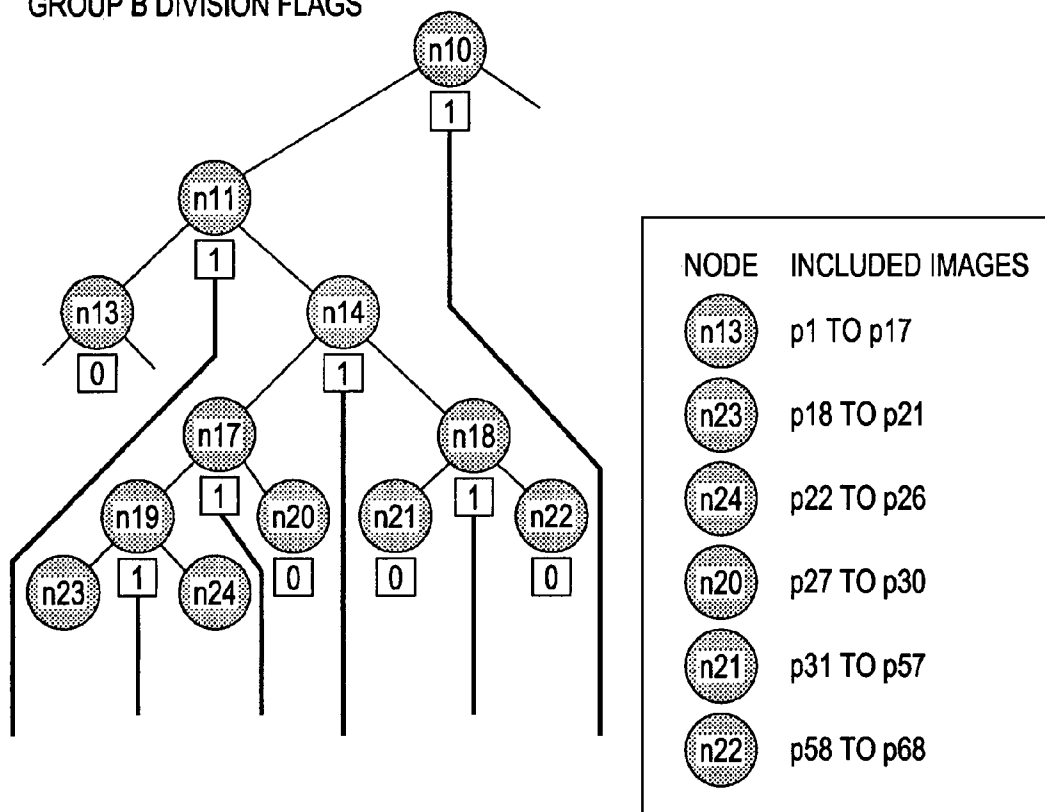 GROUP B DIVISION FLAGS
n10
1
n11
1
n13
0
n14
1
n17
1
n18
1
n19
1
n20
0
n21
0
n22
0
n23
n24
NODE INCLUDED IMAGES
n13 p1 TO p17
n23 p18 TO p21
n24 p22 TO p26
n20 p27 TO p30
n21 p31 TO p57
n22 p58 TO p68